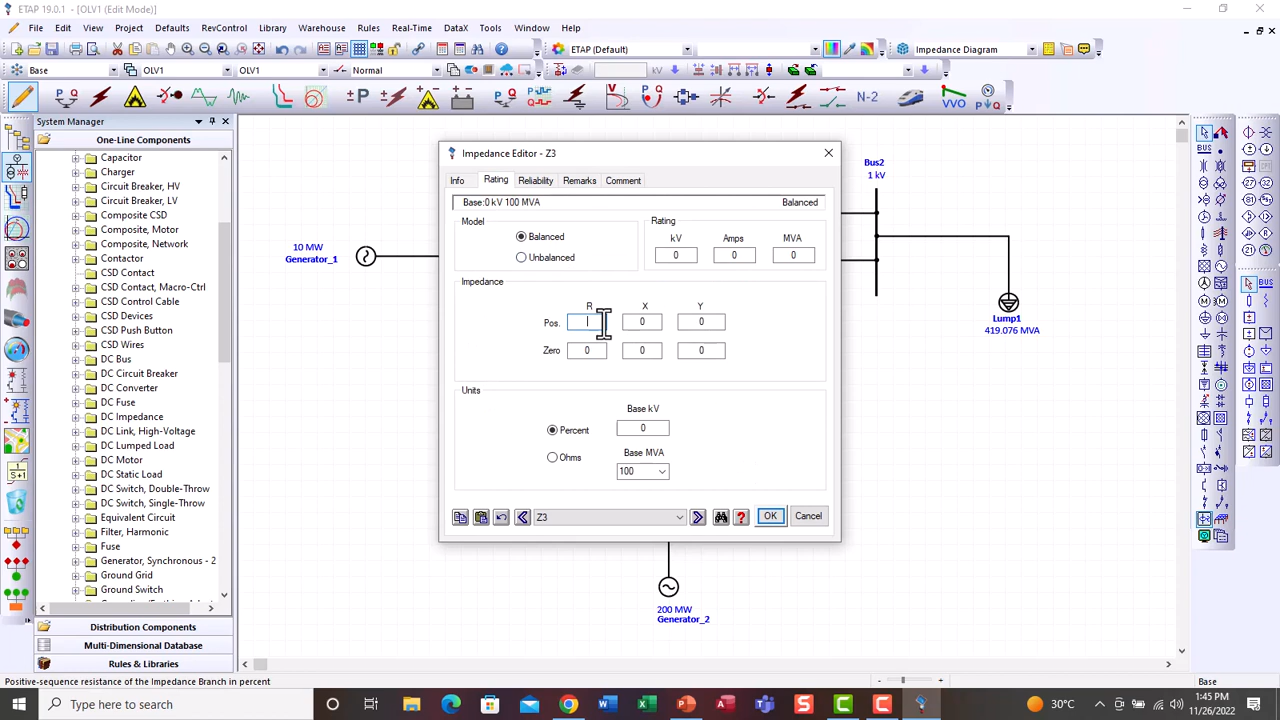 ETAP 19.0.1 - [OLV1 (Edit Mode)]
File Edit View Project Defaults RevControl Library Warehouse Rules Real-Time DataX Tools Window Help
ETAP (Default)
Impedance Diagram
Base
OLV1
OLV1
Normal
kV
N-2
VVO
System Manager
One-Line Components
Capacitor
Charger
Circuit Breaker, HV
Circuit Breaker, LV
Composite CSD
Composite, Motor
Composite, Network
Contactor
CSD Contact
CSD Contact, Macro-Ctrl
CSD Control Cable
CSD Devices
CSD Push Button
CSD Wires
DC Bus
DC Circuit Breaker
DC Converter
DC Fuse
DC Impedance
DC Link, High-Voltage
DC Lumped Load
DC Motor
DC Static Load
DC Switch, Double-Throw
DC Switch, Single-Throw
Equivalent Circuit
Filter, Harmonic
Fuse
Generator, Synchronous - 2
Ground Grid
Ground Switch
Distribution Components
Multi-Dimensional Database
Rules & Libraries
10 MW
Generator_1
Impedance Editor - Z3
Info Rating Reliability Remarks Comment
Base:0 kV 100 MVA Balanced
Model
Balanced
Unbalanced
Rating
kV Amps MVA
0 0 0
Impedance
R X Y
Pos. 0 0
Zero 0 0 0
Units
Base kV
Percent 0
Base MVA
Ohms
100
Z3
OK Cancel
Bus2
1 kV
Lump1
419.076 MVA
200 MW
Generator_2
BUS
Positive-sequence resistance of the Impedance Branch in percent
Base
Type here to search
30°C
1:45 PM
11/26/2022